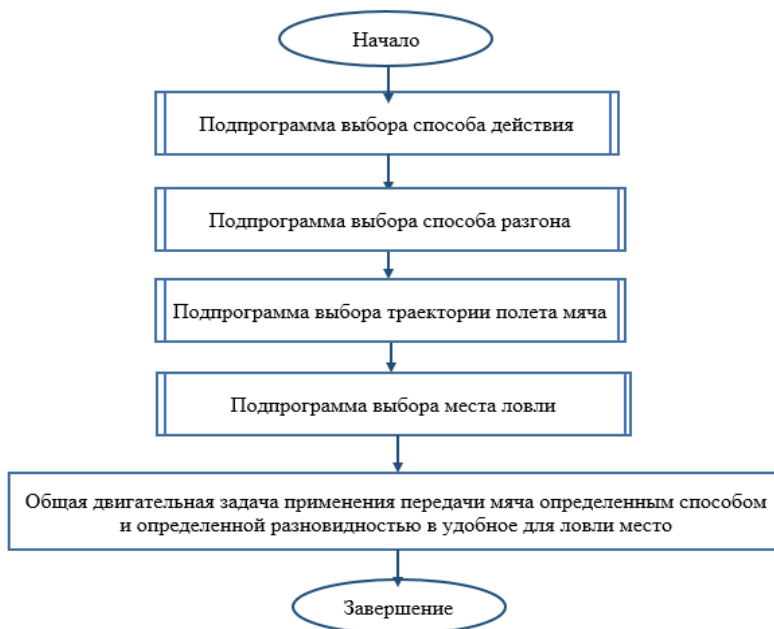 Начало
Подпрограмма выбора способа действия
Подпрограмма выбора способа разгона
Подпрограмма выбора траектории полета мяча
Подпрограмма выбора места ловли
Общая двигательная задача применения передачи мяча определенным способом
и определенной разновидностью в удобное для ловли место
Завершение